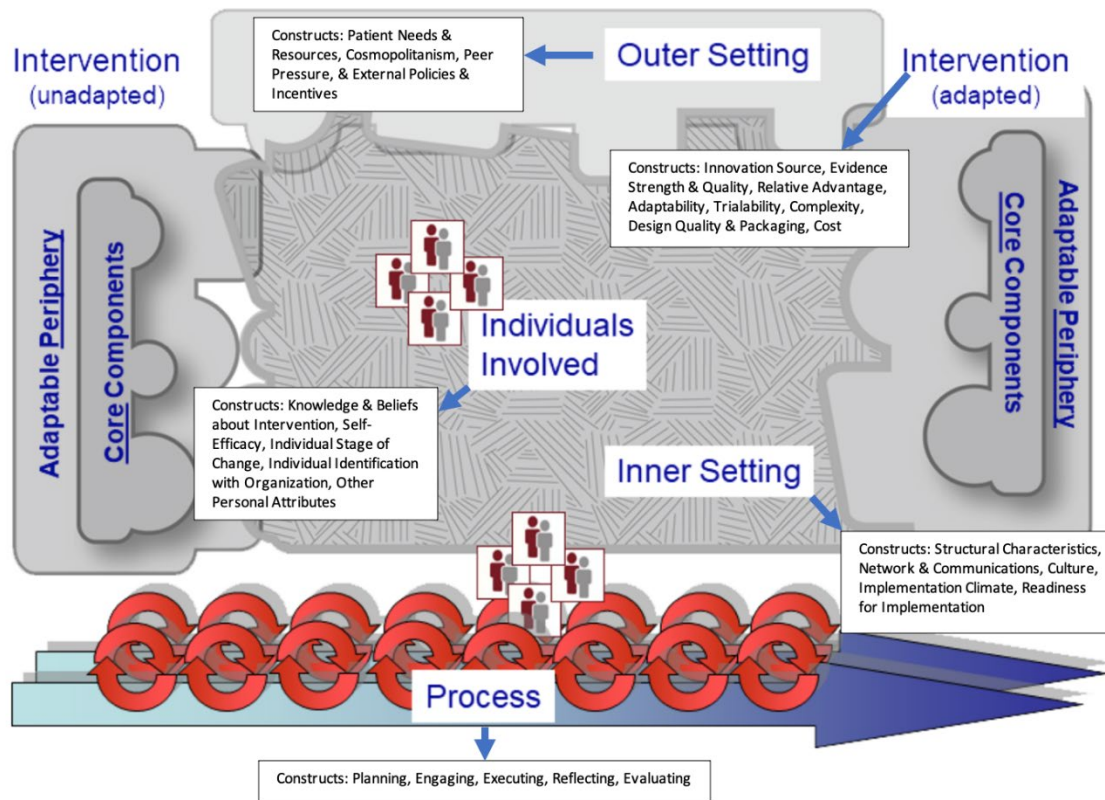 Constructs: Patient Needs &
Resources, Cosmopolitanism, Peer
Pressure, & External Policies &
Incentives
Outer Setting
Intervention
(unadapted)
Intervention
(adapted)
Constructs: Innovation Source, Evidence
Strength & Quality, Relative Advantage,
Adaptability, Trialability, Complexity,
Design Quality & Packaging, Cost
Adaptable Periphery
Core Components
Core Components
Adaptable Periphery
Individuals
Involved
Constructs: Knowledge & Beliefs
about Intervention, Self-
Efficacy, Individual Stage of
Change, Individual Identification
with Organization, Other
Personal Attributes
Inner Setting
Constructs: Structural Characteristics,
Network & Communications, Culture,
Implementation Climate, Readiness
for Implementation
Process
Constructs: Planning, Engaging, Executing, Reflecting, Evaluating